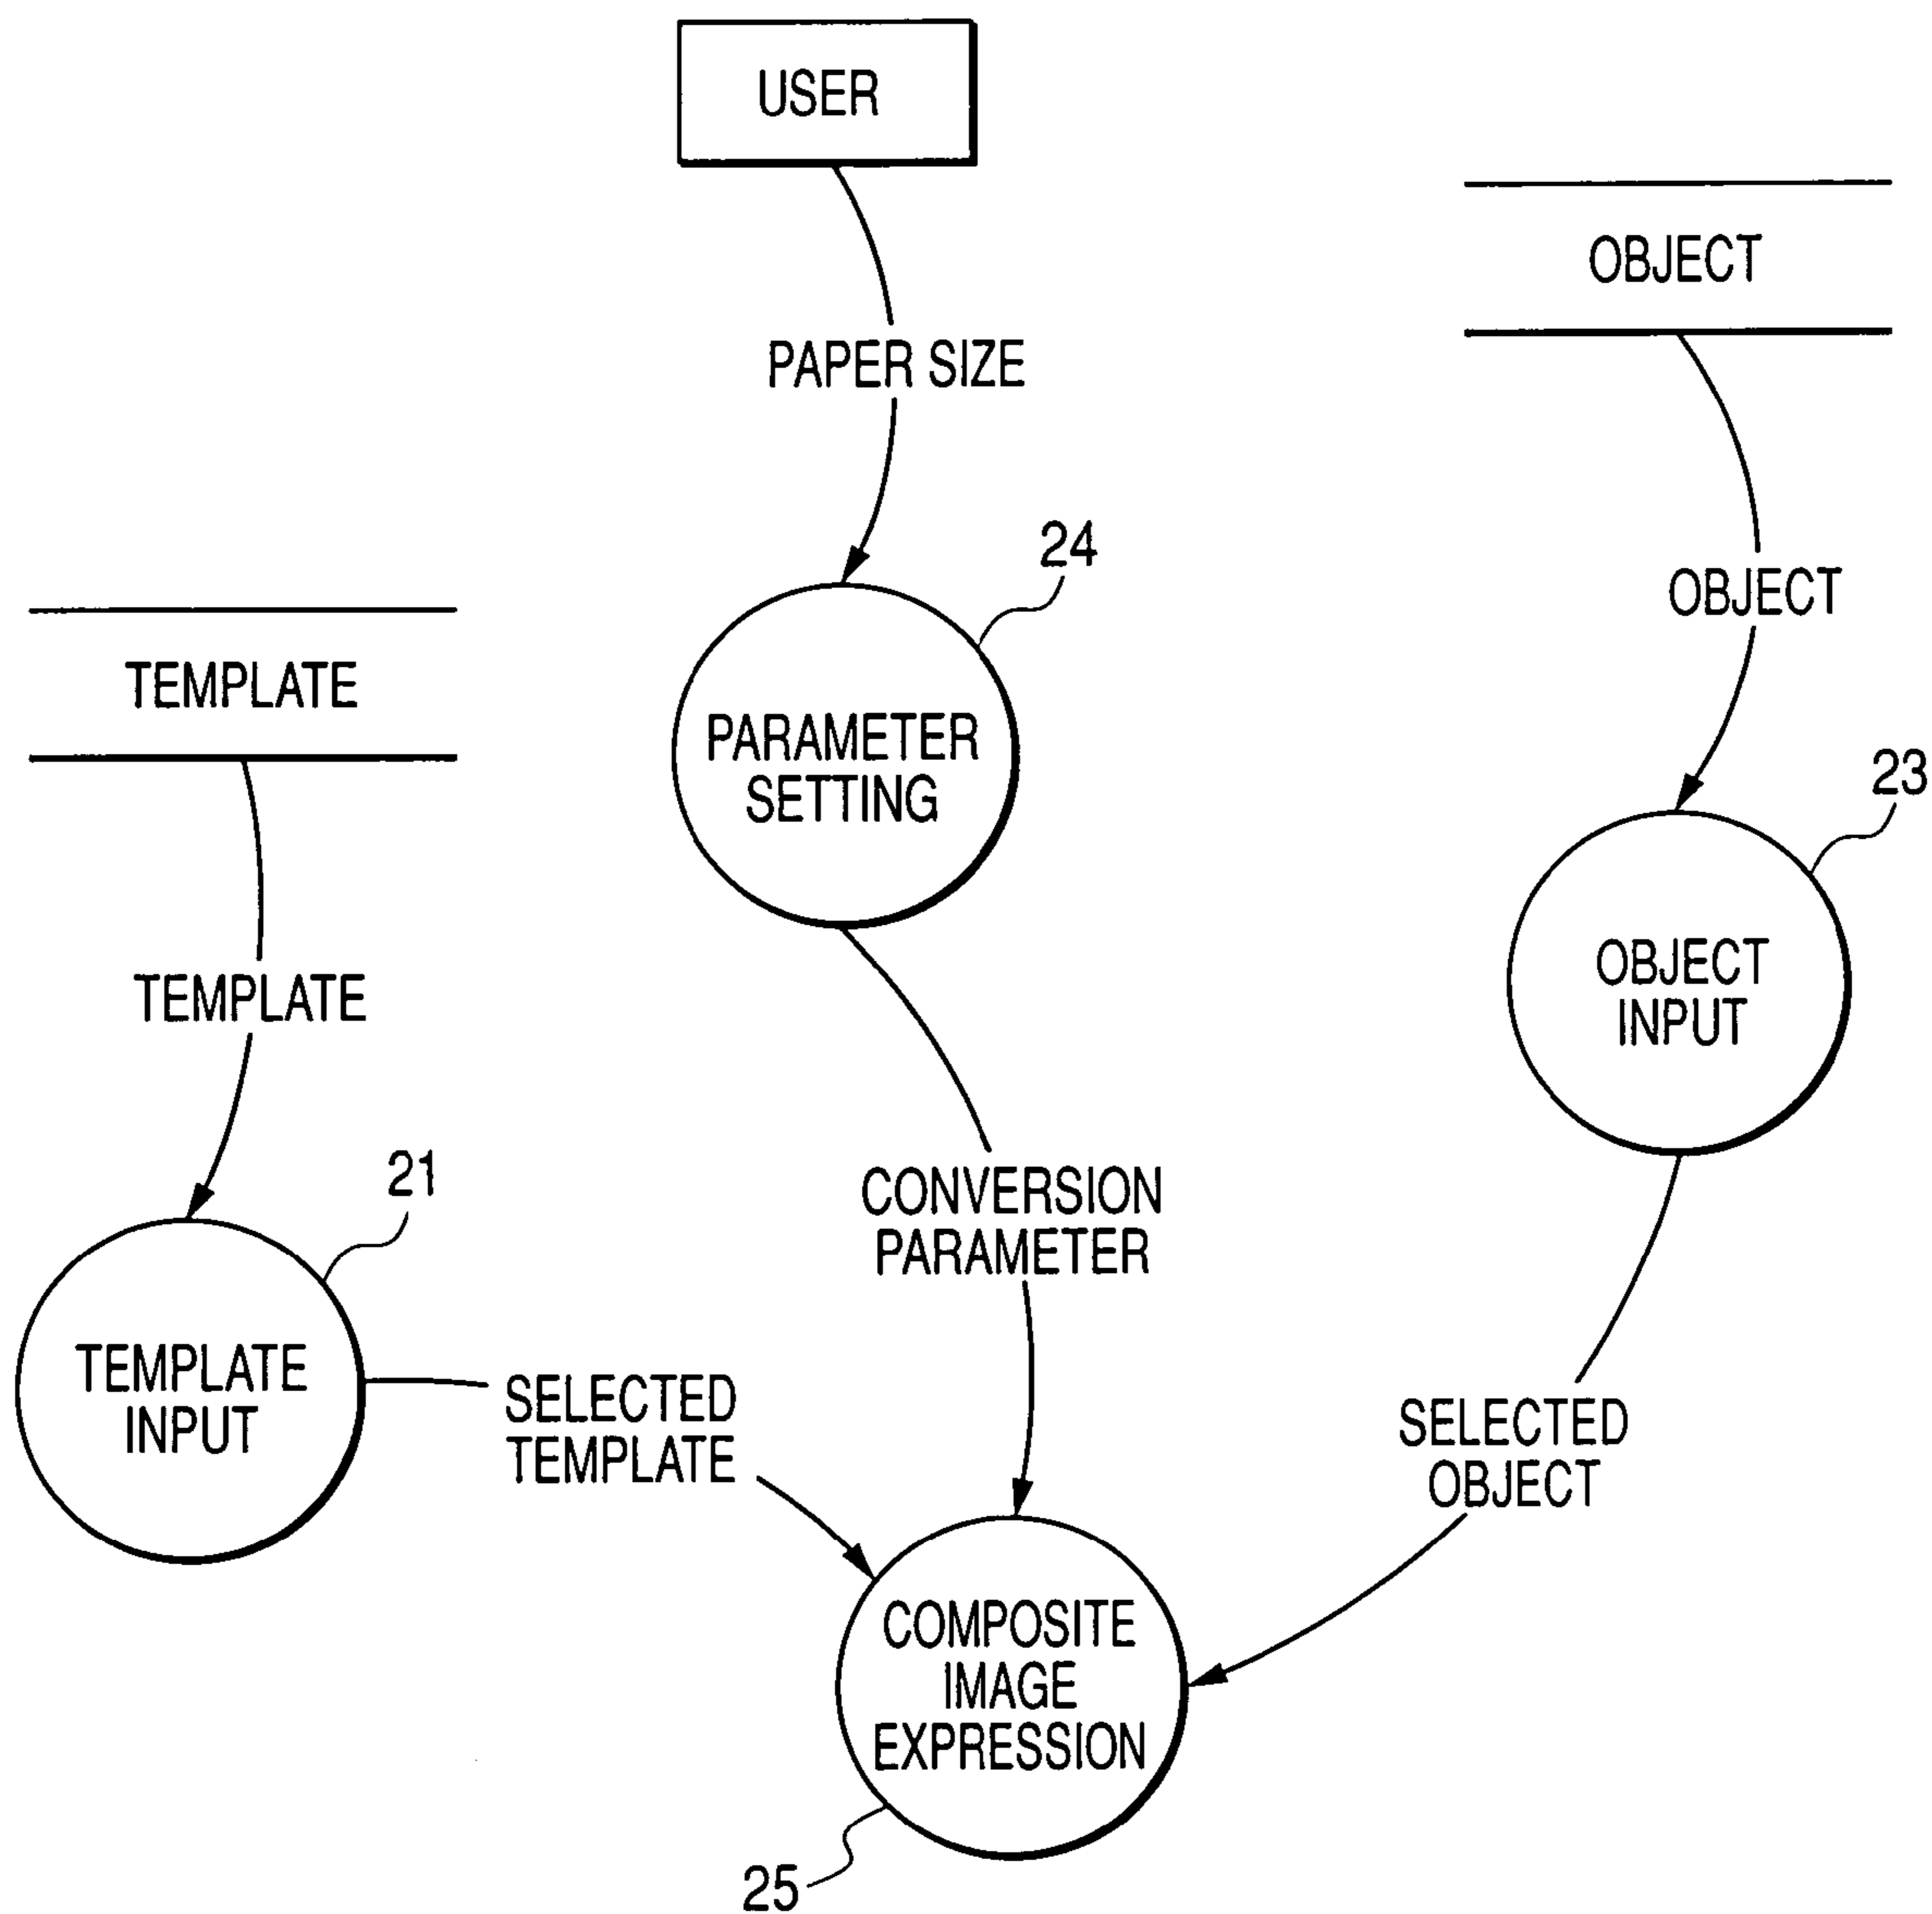 USER
OBJECT
PAPER SIZE
24
OBJECT
TEMPLATE
PARAMETER
SETTING
23
OBJECT
INPUT
TEMPLATE
21
CONVERSION
PARAMETER
TEMPLATE
INPUT
SELECTED
TEMPLATE
SELECTED
OBJECT
COMPOSITE
IMAGE
EXPRESSION
25